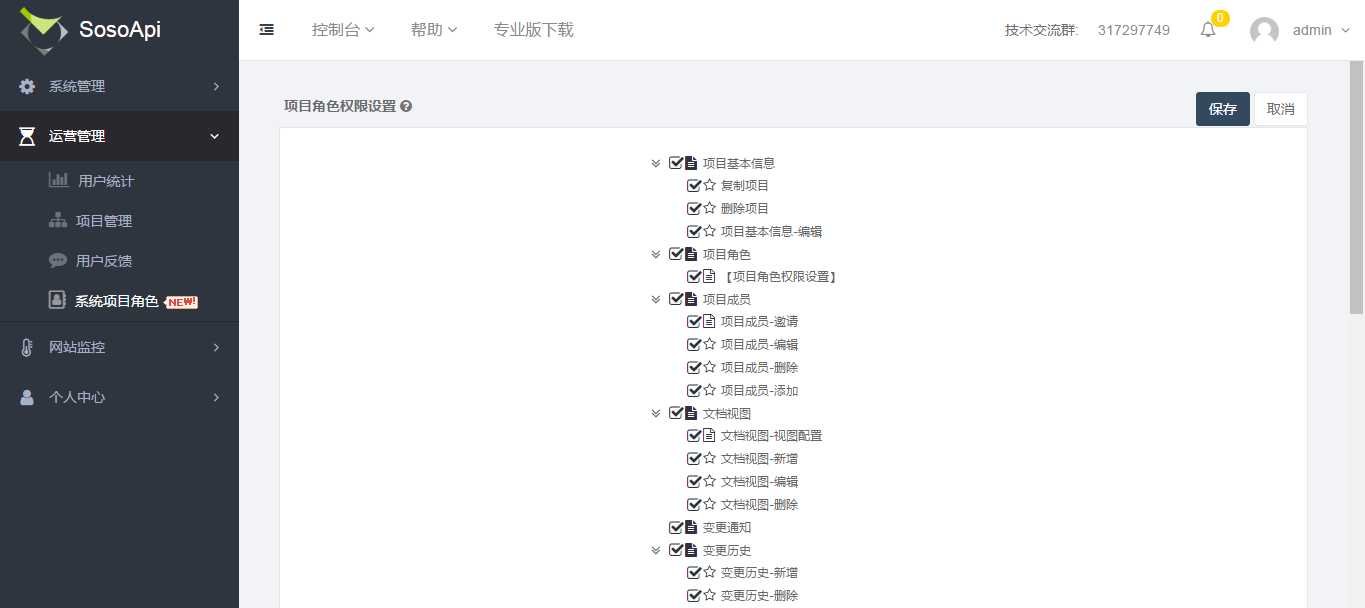 SosoApi
控制台
帮助
专业版下载
技术交流群:
317297749
0
admin
系统管理
运营管理
用户统计
项目管理
用户反馈
系统项目角色 NEW!
网站监控
个人中心
项目角色权限设置
保存
取消
项目基本信息
复制项目
删除项目
项目基本信息-编辑
项目角色
【项目角色权限设置】
项目成员
项目成员-邀请
项目成员-编辑
项目成员-删除
项目成员-添加
文档视图
文档视图-视图配置
文档视图-新增
文档视图-编辑
文档视图-删除
变更通知
变更历史
变更历史-新增
变更历史-删除